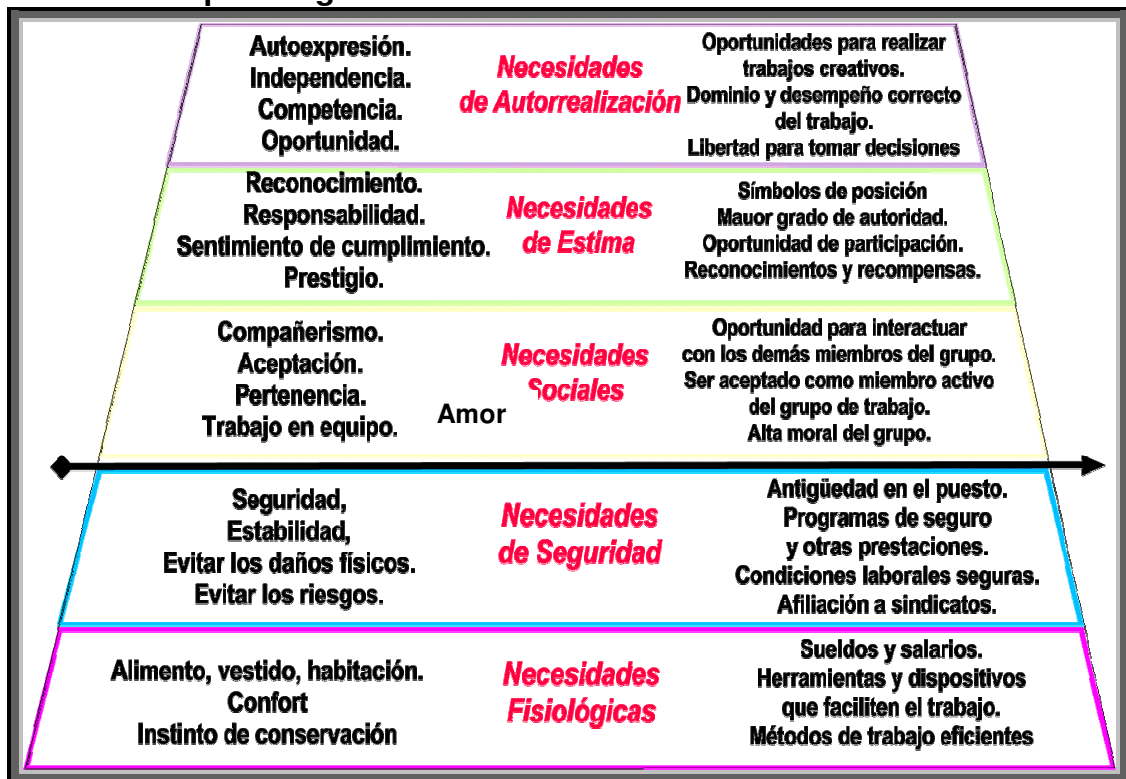 Autoexpresión.
Independencia.
Competencia.
Oportunidad.
Necesidades
de Autorrealización
Oportunidades para realizar
trabajos creativos.
Dominio y desempeño correcto
del trabajo.
Libertad para tomar decisiones
Reconocimiento.
Responsabilidad.
Sentimiento de cumplimiento.
Prestigio.
Necesidades
de Estima
Símbolos de posición
Mauor grado de autoridad.
Oportunidad de participación.
Reconocimientos y recompensas.
Compañerismo.
Aceptación.
Pertenencia.
Trabajo en equipo.
Amor
Necesidades
Sociales
Oportunidad para interactuar
con los demás miembros del grupo.
Ser aceptado como miembro activo
del grupo de trabajo.
Alta moral del grupo.
Seguridad,
Estabilidad,
Evitar los daños físicos.
Evitar los riesgos.
Necesidades
de Seguridad
Antigüedad en el puesto.
Programas de seguro
y otras prestaciones.
Condiciones laborales seguras.
Afiliación a sindicatos.
Alimento, vestido, habitación.
Confort
Instinto de conservación
Necesidades
Fisiológicas
Sueldos y salarios.
Herramientas y dispositivos
que faciliten el trabajo.
Métodos de trabajo eficientes